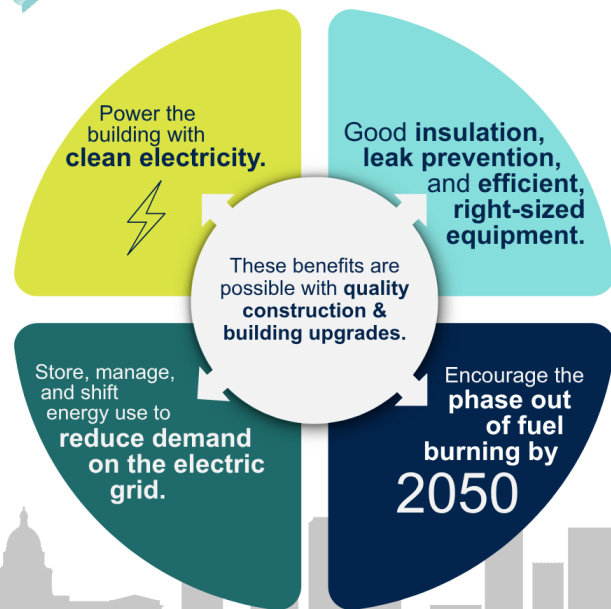 Power the
building with
clean electricity.
Good insulation,
leak prevention,
and efficient,
right-sized
equipment.
These benefits are
possible with quality
construction &
building upgrades.
Store, manage,
and shift
energy use to
reduce demand
on the electric
grid.
Encourage the
phase out
of fuel
burning by
2050